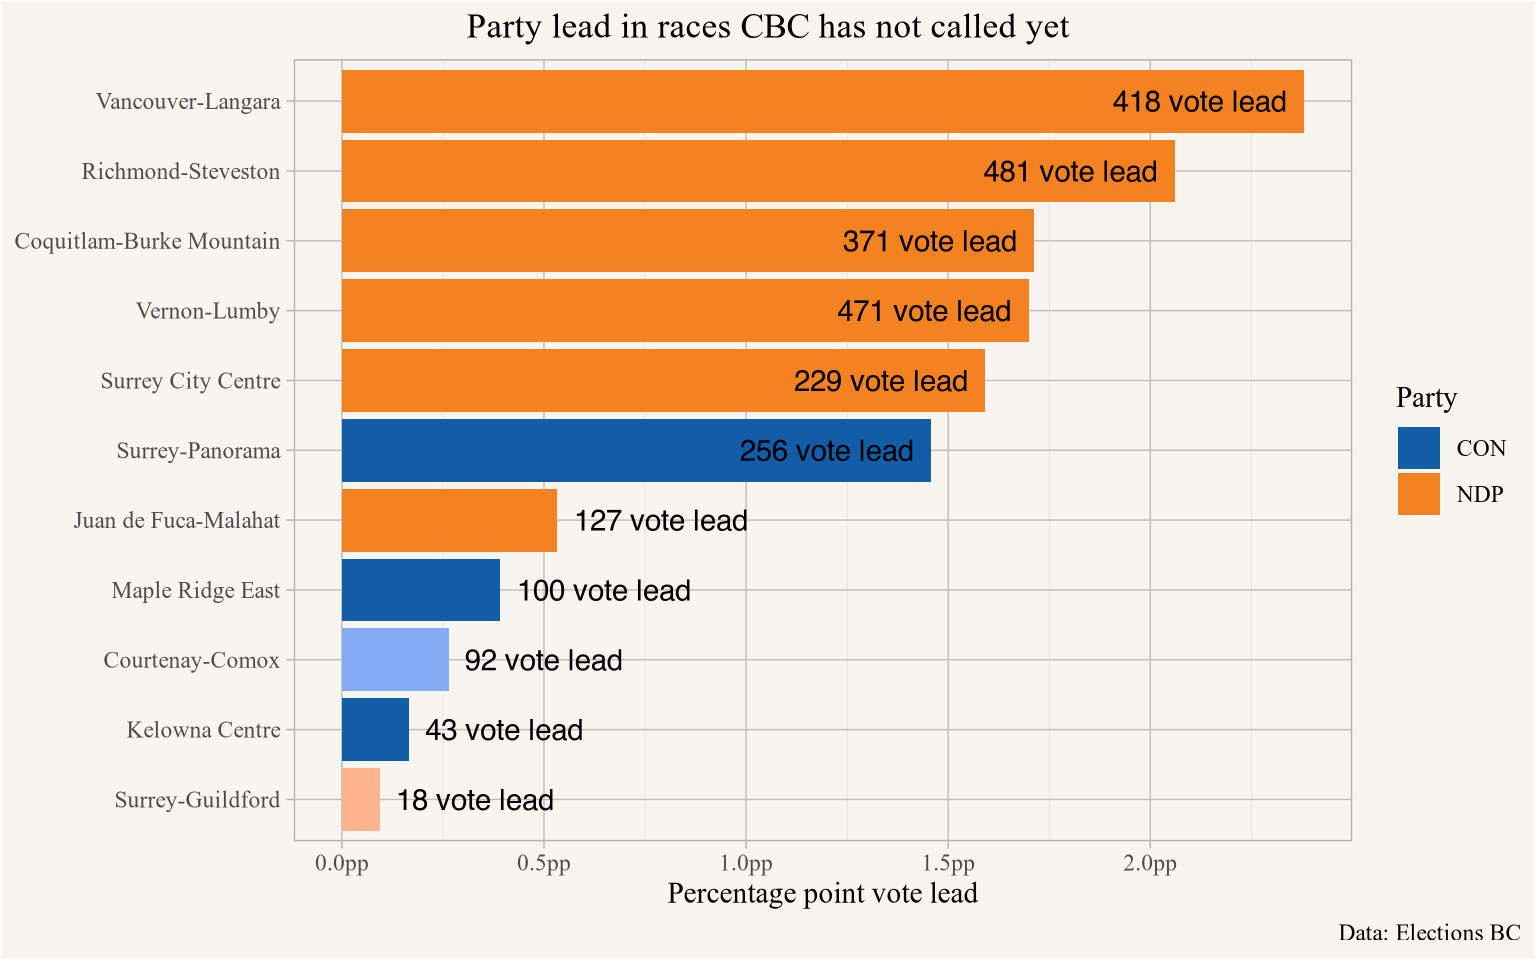 Party lead in races CBC has not called yet
Vancouver-Langara 418 vote lead
Richmond-Steveston 481 vote lead
Coquitlam-Burke Mountain 371 vote lead
Vernon-Lumby 471 vote lead
Surrey City Centre 229 vote lead
Surrey-Panorama 256 vote lead
Juan de Fuca-Malahat 127 vote lead
Maple Ridge East 100 vote lead
Courtenay-Comox 92 vote lead
Kelowna Centre 43 vote lead
Surrey-Guildford 18 vote lead
0.0pp 0.5pp 1.0pp 1.5pp 2.0pp
Percentage point vote lead
Party
CON
NDP
Data: Elections BC